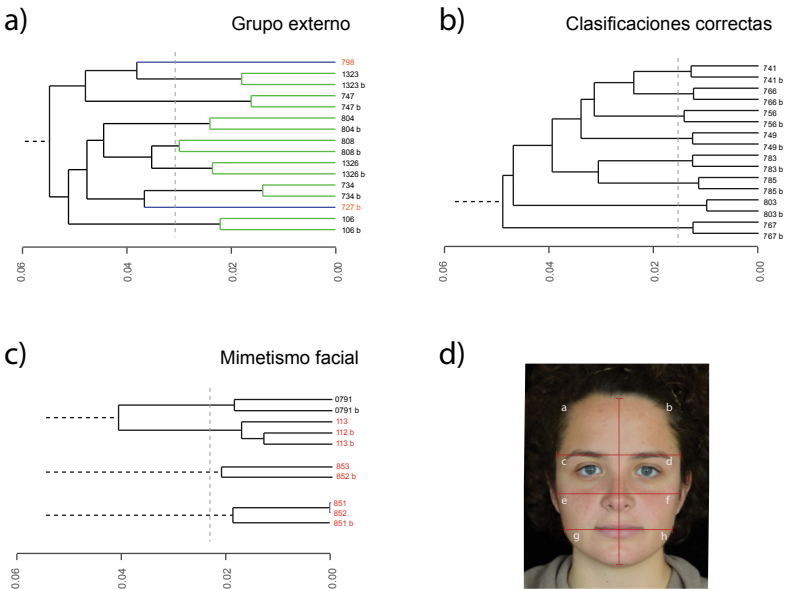 a)
Grupo externo
798
1323
1323 b
747
747 b
804
804 b
808
808 b
1326
1326 b
734
734 b
727 b
106
106 b
0.06
0.04
0.02
0.00
b)
Clasificaciones correctas
741
741 b
766
766 b
756
756 b
749
749 b
783
783 b
785
785 b
803
803 b
767
767 b
0.06
0.04
0.02
0.00
c)
Mimetismo facial
0791
0791 b
113
112 b
113 b
853
852 b
851
852
851 b
0.06
0.04
0.02
0.00
d)
a b
c d
e f
g h